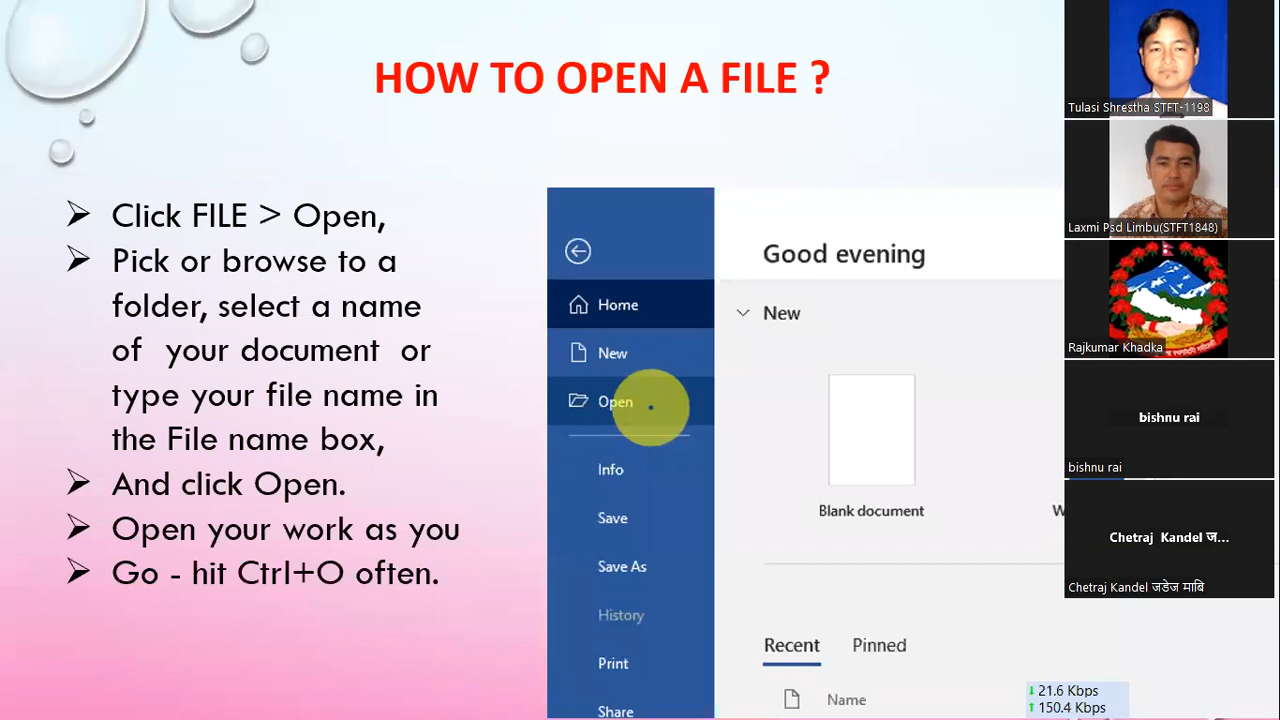 HOW TO OPEN A FILE ?
➢ Click FILE > Open,
➢ Pick or browse to a
folder, select a name
of your document or
type your file name in
the File name box,
➢ And click Open.
➢ Open your work as you
➢ Go - hit Ctrl+O often.
Good evening
Home
New
Open
Info
Save
Save As
History
Print
Share
New
Blank document
W
Recent
Pinned
Name
21.6 Kbps
150.4 Kbps
Tulasi Shrestha STFT-1198
Laxmi Psd Limbu(STFT1848)
Rajkumar Khadka
bishnu rai
bishnu rai
Chetraj Kandel ज...
Chetraj Kandel जडेज माबि